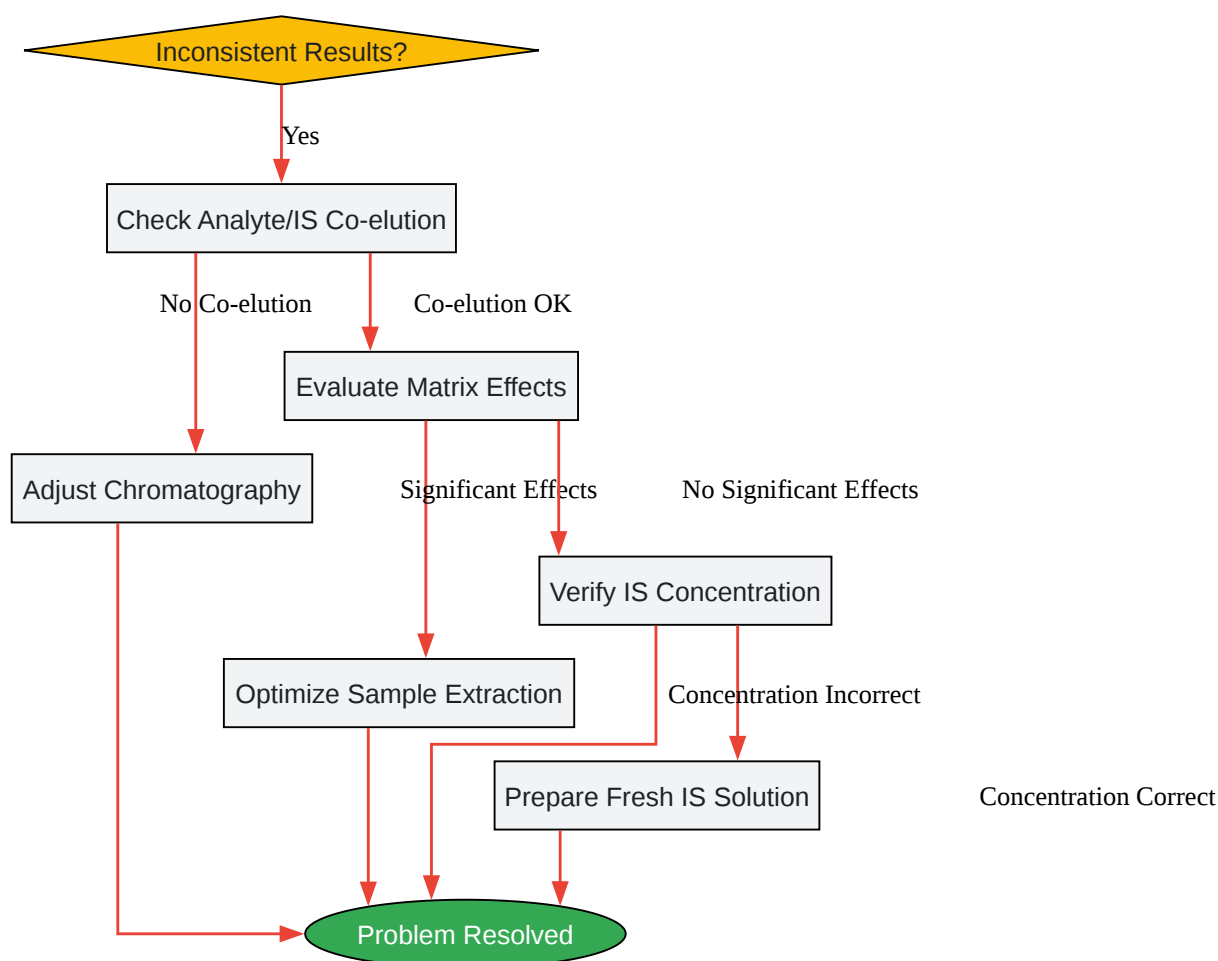 Inconsistent Results?
Yes
Check Analyte/IS Co-elution
No Co-elution
Co-elution OK
Evaluate Matrix Effects
Adjust Chromatography
Significant Effects
No Significant Effects
Verify IS Concentration
Optimize Sample Extraction
Concentration Incorrect
Prepare Fresh IS Solution
Concentration Correct
Problem Resolved